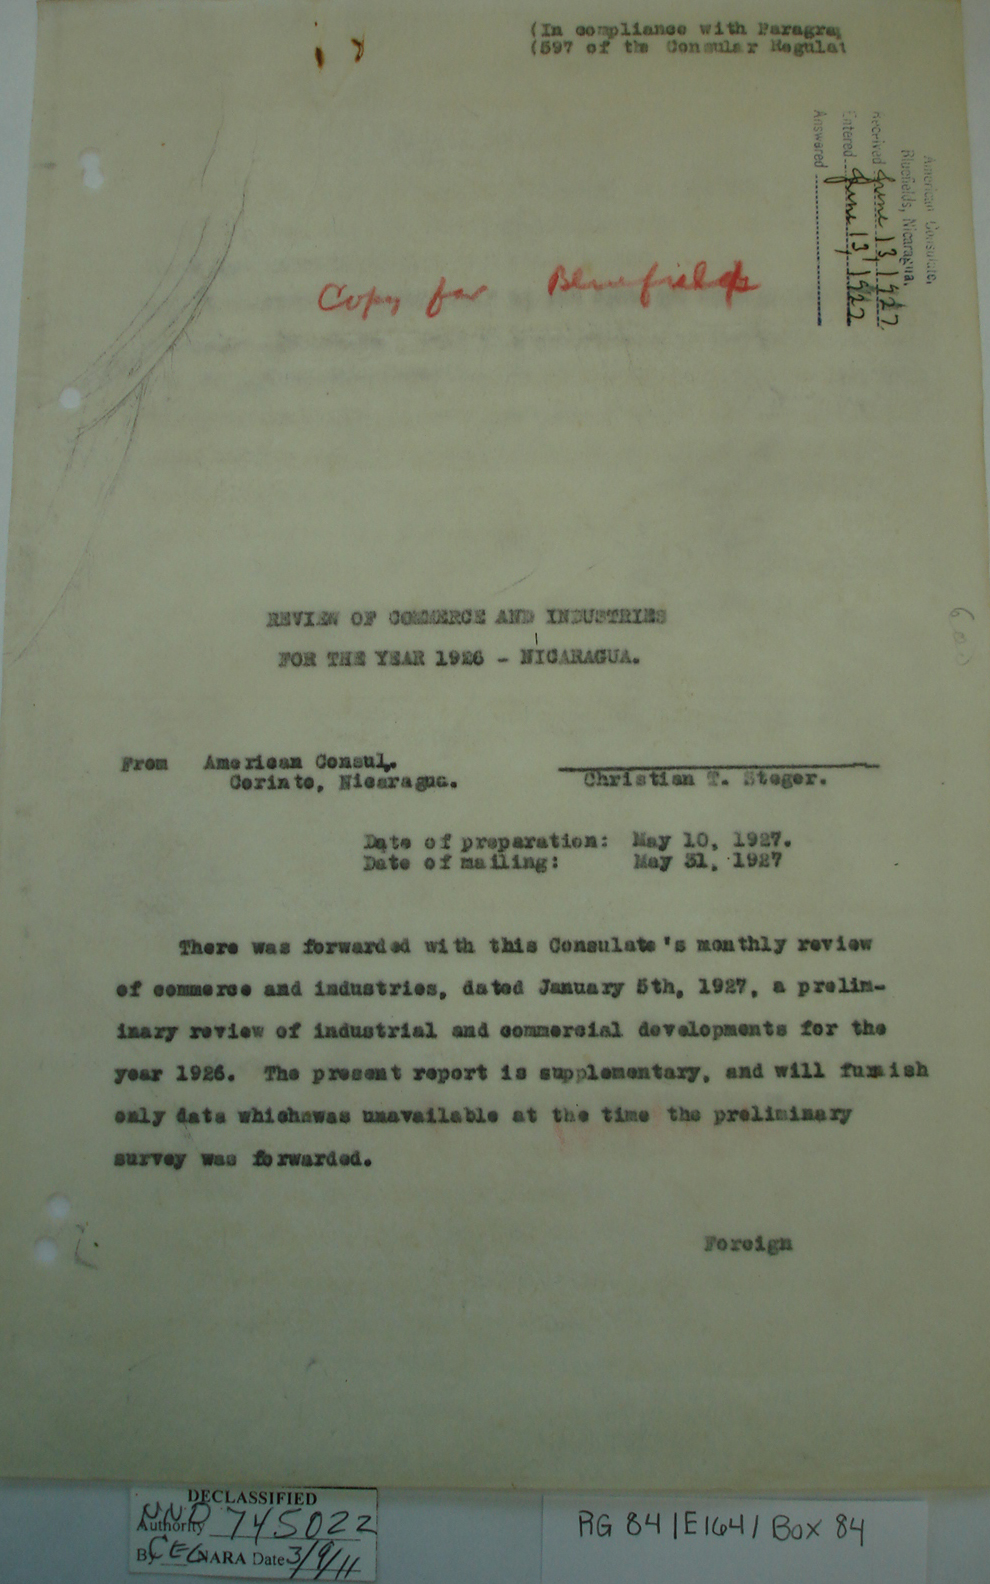 (In compliance with Paragra
(597 of the Consular Regulat
American Consulate,
Bluefields, Nicaragua.
Received June 13, 1927
Entered June 13, 1927
Answered
Copy for Bluefields
REVIEW OF COMMERCE AND INDUSTRIES
FOR THE YEAR 1926 - NICARAGUA.
From American Consul,
Corinto, Nicaragua.
Christian T. Steger.
Date of preparation: May 10, 1927.
Date of mailing: May 31, 1927
There was forwarded with this Consulate's monthly review
of commerce and industries, dated January 5th, 1927, a prelim-
inary review of industrial and commercial developments for the
year 1926. The present report is supplementary, and will furnish
only data whichnwas unavailable at the time the preliminary
survey was forwarded.
Foreign
DECLASSIFIED
Authority NND 745022
By CEC NARA Date 3/9/11
RG 84 / E164 / Box 84